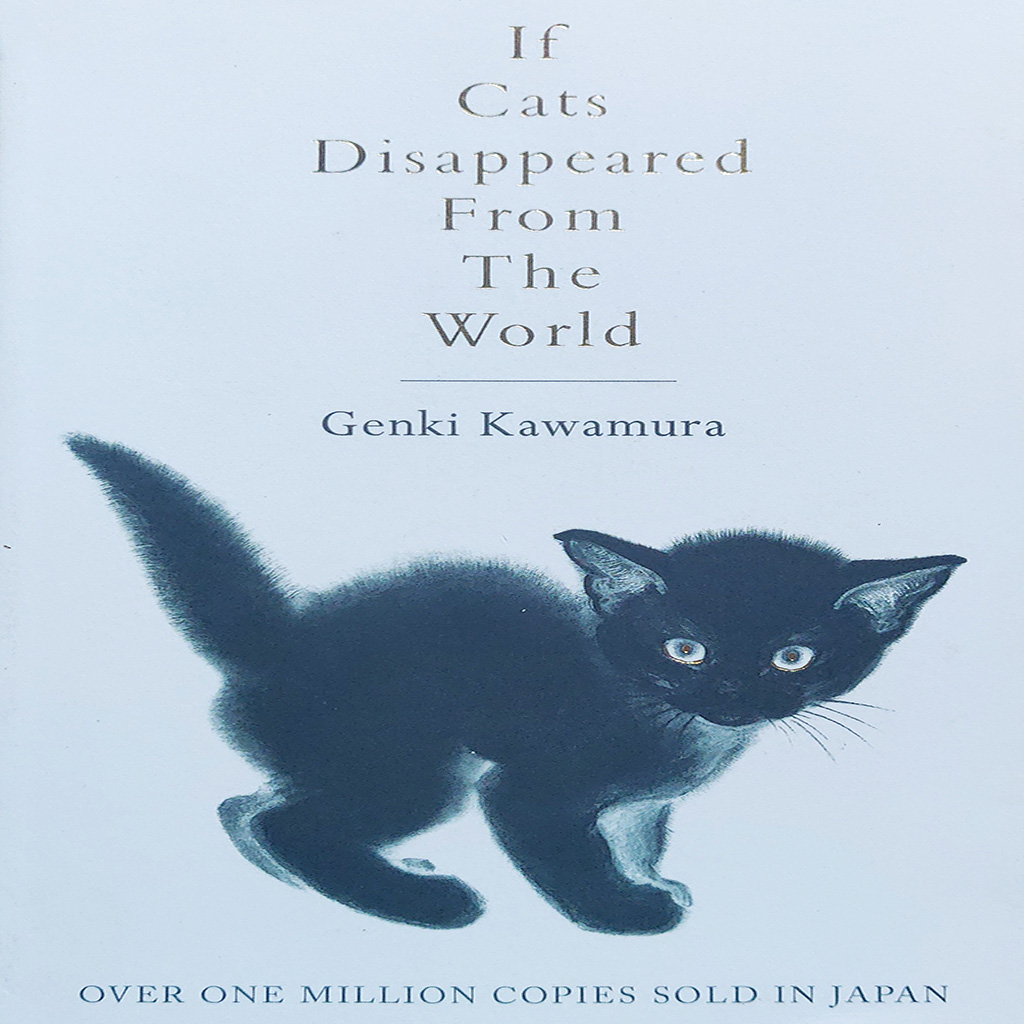 If
Cats
Disappeared
From
The
World
Genki Kawamura
OVER ONE MILLION COPIES SOLD IN JAPAN